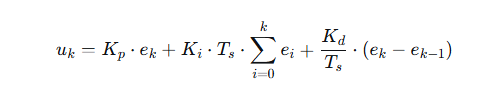 u_k = K_p · e_k + K_i · T_s · \sum_{i=0}^{k} e_i + \frac{K_d}{T_s} · (e_k − e_{k−1})